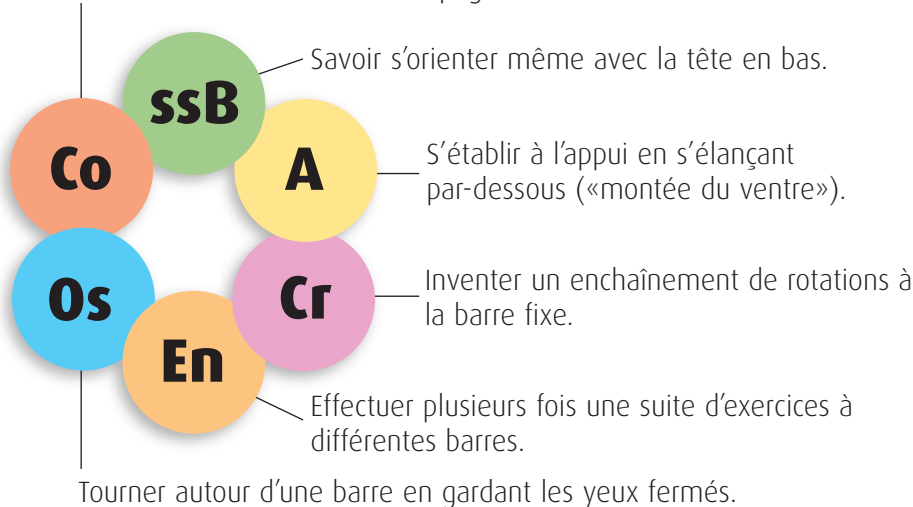 ssB
Savoir s’orienter même avec la tête en bas.
Co
A
S’établir à l’appui en s’élançant
par-dessous («montée du ventre»).
Os
Cr
Inventer un enchaînement de rotations à
la barre fixe.
En
Effectuer plusieurs fois une suite d’exercices à
différentes barres.
Tourner autour d’une barre en gardant les yeux fermés.